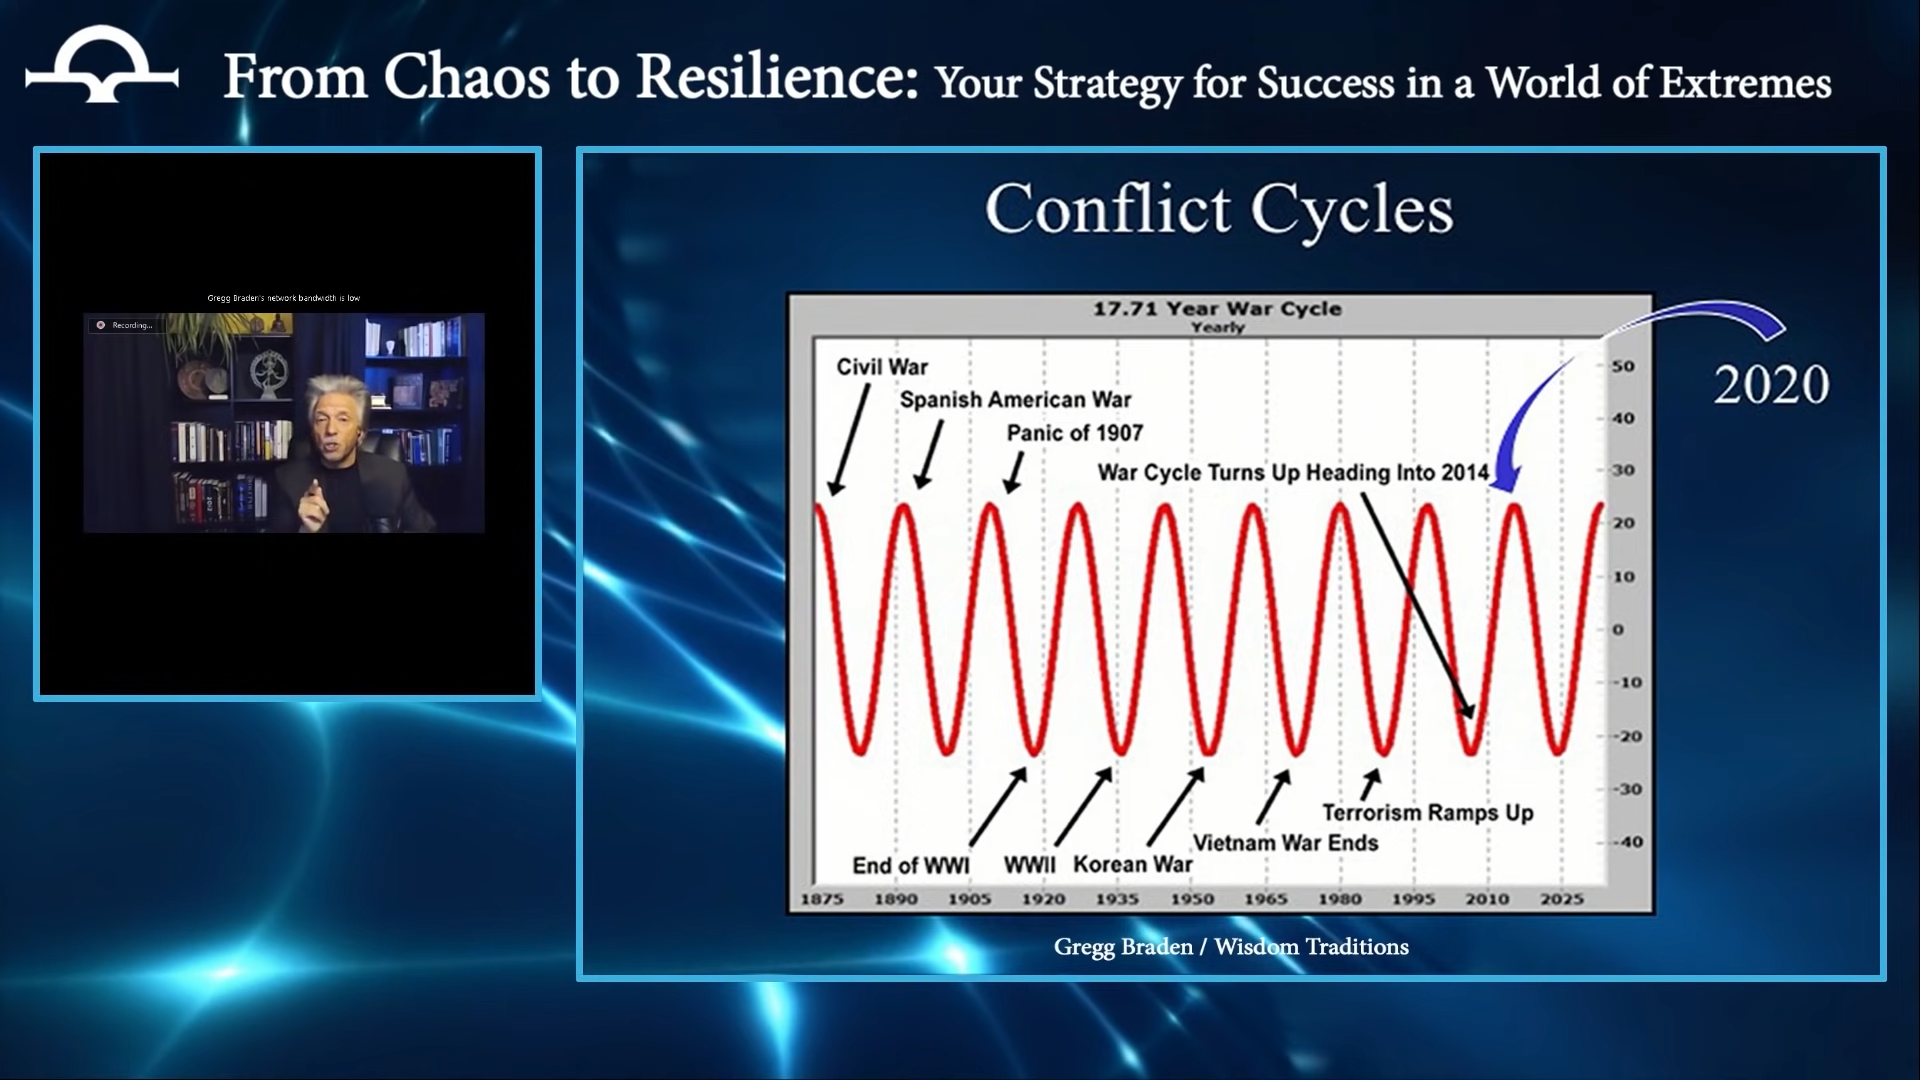 From Chaos to Resilience: Your Strategy for Success in a World of Extremes
Gregg Braden's network bandwidth is low
Recording...
Conflict Cycles
17.71 Year War Cycle
Yearly
Civil War
Spanish American War
Panic of 1907
War Cycle Turns Up Heading Into 2014
2020
50
40
30
20
10
0
-10
-20
-30
-40
Terrorism Ramps Up
Vietnam War Ends
End of WWI WWII Korean War
1875 1890 1905 1920 1935 1950 1965 1980 1995 2010 2025
Gregg Braden / Wisdom Traditions